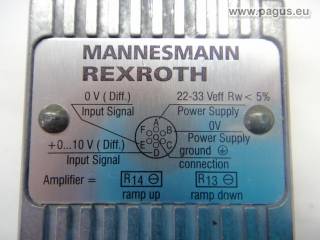 www.pagus.eu
MANNESMANN
REXROTH
0 V ( Diff.) 22-33 Veff Rw < 5%
Input Signal Power Supply
0V
+0...10 V ( Diff.) Power Supply
Input Signal ground ⏚ connection
A
F B
E C
D
Amplifier = R14 ⊖ R13 ⊖
ramp up ramp down